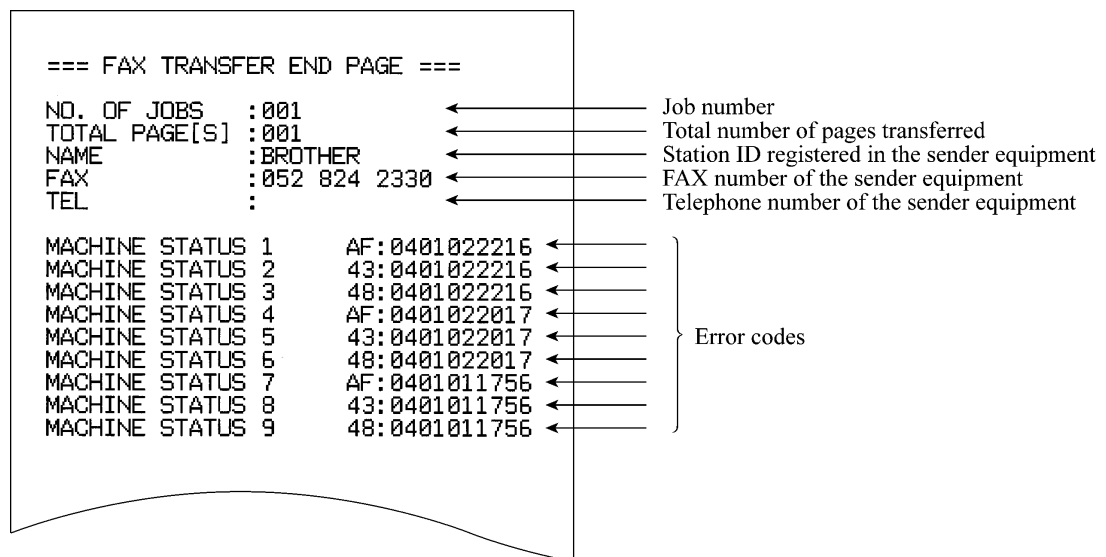 === FAX TRANSFER END PAGE ===
NO. OF JOBS :001 Job number
TOTAL PAGE[S] :001 Total number of pages transferred
NAME :BROTHER Station ID registered in the sender equipment
FAX :052 824 2330 FAX number of the sender equipment
TEL : Telephone number of the sender equipment
MACHINE STATUS 1 AF:0401022216
MACHINE STATUS 2 43:0401022216
MACHINE STATUS 3 48:0401022216
MACHINE STATUS 4 AF:0401022017
MACHINE STATUS 5 43:0401022017
MACHINE STATUS 6 48:0401022017
MACHINE STATUS 7 AF:0401011756
MACHINE STATUS 8 43:0401011756
MACHINE STATUS 9 48:0401011756
Error codes